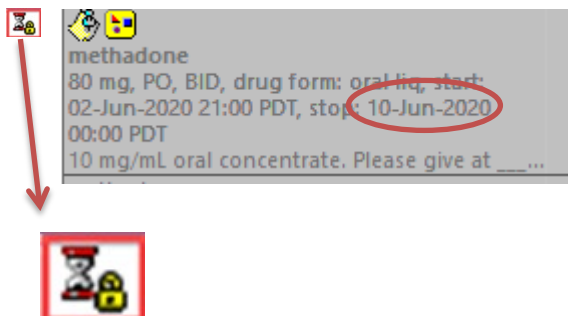 methadone
80 mg, PO, BID, drug form: oral liq, start:
02-Jun-2020 21:00 PDT, stop: 10-Jun-2020
00:00 PDT
10 mg/mL oral concentrate. Please give at ___...